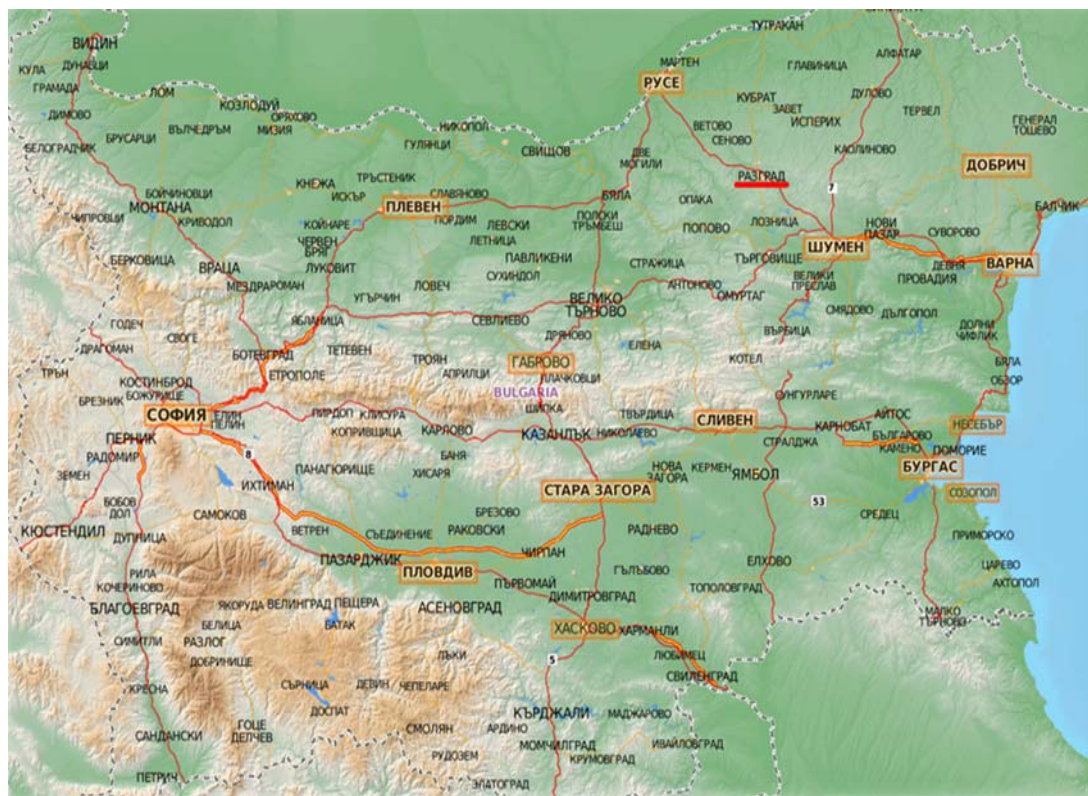 ТУТРАКАН
ВИДИН
КУЛА
ДУНАВЦИ
ГРАМАДА
ДИМОВО
ЛОМ
КОЗЛОДУЙ
ОРЯХОВО
МИЗИЯ
ВЪЛЧЕДРЪМ
БРУСАРЦИ
БЕЛОГРАДЧИК
НИКОПОЛ
ГУЛЯНЦИ
СВИЩОВ
МАРТЕН
РУСЕ
АЛФАТАР
ГЛАВИНИЦА
ДУЛОВО
КУБРАТ
ЗАВЕТ
ИСПЕРИХ
ТЕРВЕЛ
ГЕНЕРАЛ
ТОШЕВО
ВЕТОВО
СЕНОВО
КАОЛИНОВО
ДВЕ
МОГИЛИ
ДОБРИЧ
РАЗГРАД
7
БОЙЧИНОВЦИ
МОНТАНА
ЧИПРОВЦИ
КРИВОДОЛ
КНЕЖА
ИСКЪР
ТРЪСТЕНИК
СЛАВЯНОВО
ПЛЕВЕН
ПОРДИМ
БЯЛА
ПОЛСКИ
ТРЪМБЕШ
ОПАКА
ПОПОВО
ЛОЗНИЦА
БАЛЧИК
НОВИ
ПАЗАР
СУВОРОВО
ШУМЕН
КОЙНАРЕ
ЧЕРВЕН
БРЯГ
ЛЕВСКИ
ЛЕТНИЦА
ПАВЛИКЕНИ
СТРАЖИЦА
ТЪРГОВИЩЕ
ДЕВНЯ
ВАРНА
ПРОВАДИЯ
БЕРКОВИЦА
ВРАЦА
ЛУКОВИТ
СУХИНДОЛ
АНТОНОВО
ОМУРТАГ
ВЕЛИКИ
ПРЕСЛАВ
МЕЗДРА
РОМАН
УГЪРЧИН
ЛОВЕЧ
ВЕЛИКО
ТЪРНОВО
СМЯДОВО
ДЪЛГОПОЛ
ДОЛНИ
ЧИФЛИК
ГОДЕЧ
СВОГЕ
ЯБЛАНИЦА
СЕВЛИЕВО
ДРЯНОВО
ЕЛЕНА
ВЪРБИЦА
ДРАГОМАН
БОТЕВГРАД
ТЕТЕВЕН
ТРОЯН
ГАБРОВО
КОТЕЛ
БЯЛА
ТРЪН
КОСТИНБРОД
БОЖУРИЩЕ
ЕТРОПОЛЕ
АПРИЛЦИ
ПЛАЧКОВЦИ
ОБЗОР
BULGARIA
СУНГУРЛАРЕ
БРЕЗНИК
СОФИЯ
ЕЛИН
ПЕЛИН
ПИРДОП
КЛИСУРА
ШИПКА
ТВЪРДИЦА
СЛИВЕН
АЙТОС
НЕСЕБЪР
КАРНОБАТ
ПЕРНИК
КОПРИВЩИЦА
КАРЛОВО
КАЗАНЛЪК
НИКОЛАЕВО
СТРАЛДЖА
БЪЛГАРОВО
КАМЕНО
ПОМОРИЕ
РАДОМИР
8
БАНЯ
БУРГАС
ЗЕМЕН
ПАНАГЮРИЩЕ
ХИСАРЯ
НОВА
ЗАГОРА
КЕРМЕН
ЯМБОЛ
ИХТИМАН
СТАРА ЗАГОРА
СОЗОПОЛ
БОБОВ
ДОЛ
53
САМОКОВ
БРЕЗОВО
СРЕДЕЦ
КЮСТЕНДИЛ
ДУПНИЦА
ВЕТРЕН
СЪЕДИНЕНИЕ
РАКОВСКИ
РАДНЕВО
ПРИМОРСКО
ПАЗАРДЖИК
ЧИРПАН
ЕЛХОВО
ЦАРЕВО
РИЛА
ПЛОВДИВ
ГЪЛЪБОВО
КОЧЕРИНОВО
ПЪРВОМАЙ
ТОПОЛОВГРАД
АХТОПОЛ
БЛАГОЕВГРАД
ЯКОРУДА
ВЕЛИНГРАД
ПЕЩЕРА
АСЕНОВГРАД
ДИМИТРОВГРАД
МАЛКО
ТЪРНОВО
БЕЛИЦА
БАТАК
ХАСКОВО
ХАРМАНЛИ
СИМИТЛИ
РАЗЛОГ
ЛЪКИ
5
ЛЮБИМЕЦ
ДОБРИНИЩЕ
СВИЛЕНГРАД
КРЕСНА
СЪРНИЦА
ДЕВИН
ЧЕПЕЛАРЕ
ДОСПАТ
КЪРДЖАЛИ
МАДЖАРОВО
ГОЦЕ
ДЕЛЧЕВ
СМОЛЯН
АРДИНО
САНДАНСКИ
МОМЧИЛГРАД
ИВАЙЛОВГРАД
РУДОЗЕМ
КРУМОВГРАД
ПЕТРИЧ
ЗЛАТОГРАД